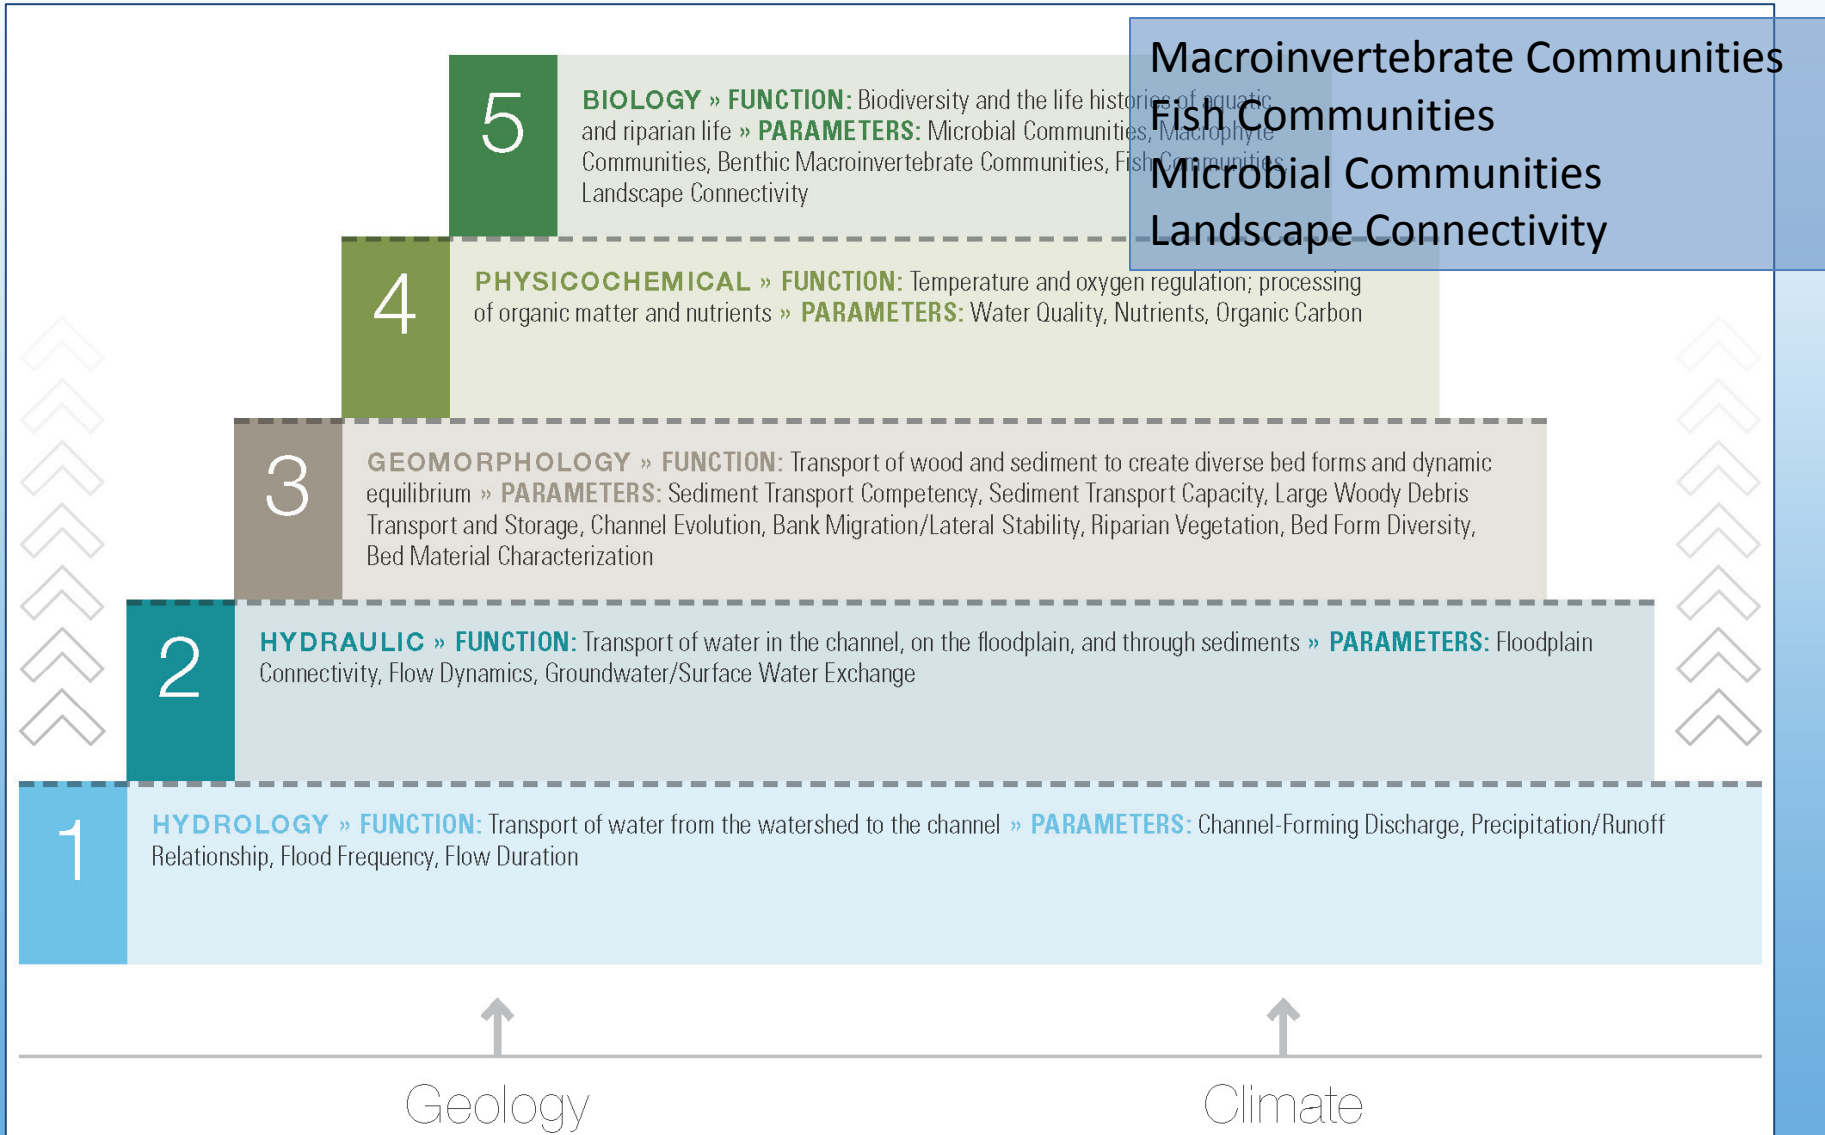 Macroinvertebrate Communities
Fish Communities
Microbial Communities
Landscape Connectivity
5
BIOLOGY » FUNCTION: Biodiversity and the life histories of aquatic
and riparian life » PARAMETERS: Microbial Communities, Macrophyte
Communities, Benthic Macroinvertebrate Communities, Fish Communities,
Landscape Connectivity
4
PHYSICOCHEMICAL » FUNCTION: Temperature and oxygen regulation; processing
of organic matter and nutrients » PARAMETERS: Water Quality, Nutrients, Organic Carbon
3
GEOMORPHOLOGY » FUNCTION: Transport of wood and sediment to create diverse bed forms and dynamic
equilibrium » PARAMETERS: Sediment Transport Competency, Sediment Transport Capacity, Large Woody Debris
Transport and Storage, Channel Evolution, Bank Migration/Lateral Stability, Riparian Vegetation, Bed Form Diversity,
Bed Material Characterization
2
HYDRAULIC » FUNCTION: Transport of water in the channel, on the floodplain, and through sediments » PARAMETERS: Floodplain
Connectivity, Flow Dynamics, Groundwater/Surface Water Exchange
1
HYDROLOGY » FUNCTION: Transport of water from the watershed to the channel » PARAMETERS: Channel-Forming Discharge, Precipitation/Runoff
Relationship, Flood Frequency, Flow Duration
Geology
Climate